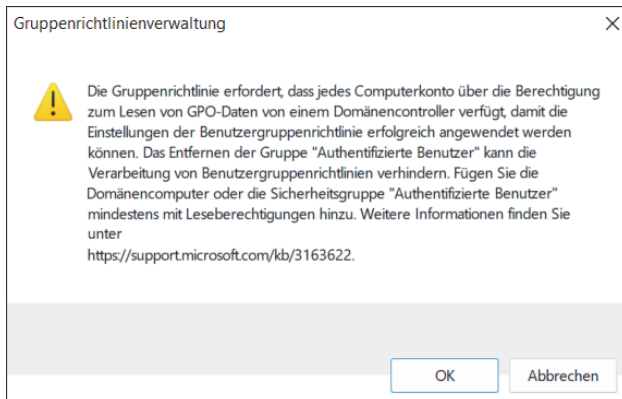 Gruppenrichtlinienverwaltung
Die Gruppenrichtlinie erfordert, dass jedes Computerkonto über die Berechtigung
zum Lesen von GPO-Daten von einem Domänencontroller verfügt, damit die
Einstellungen der Benutzergruppenrichtlinie erfolgreich angewendet werden
können. Das Entfernen der Gruppe "Authentifizierte Benutzer" kann die
Verarbeitung von Benutzergruppenrichtlinien verhindern. Fügen Sie die
Domänencomputer oder die Sicherheitsgruppe "Authentifizierte Benutzer"
mindestens mit Leseberechtigungen hinzu. Weitere Informationen finden Sie
unter
https://support.microsoft.com/kb/3163622.
OK
Abbrechen